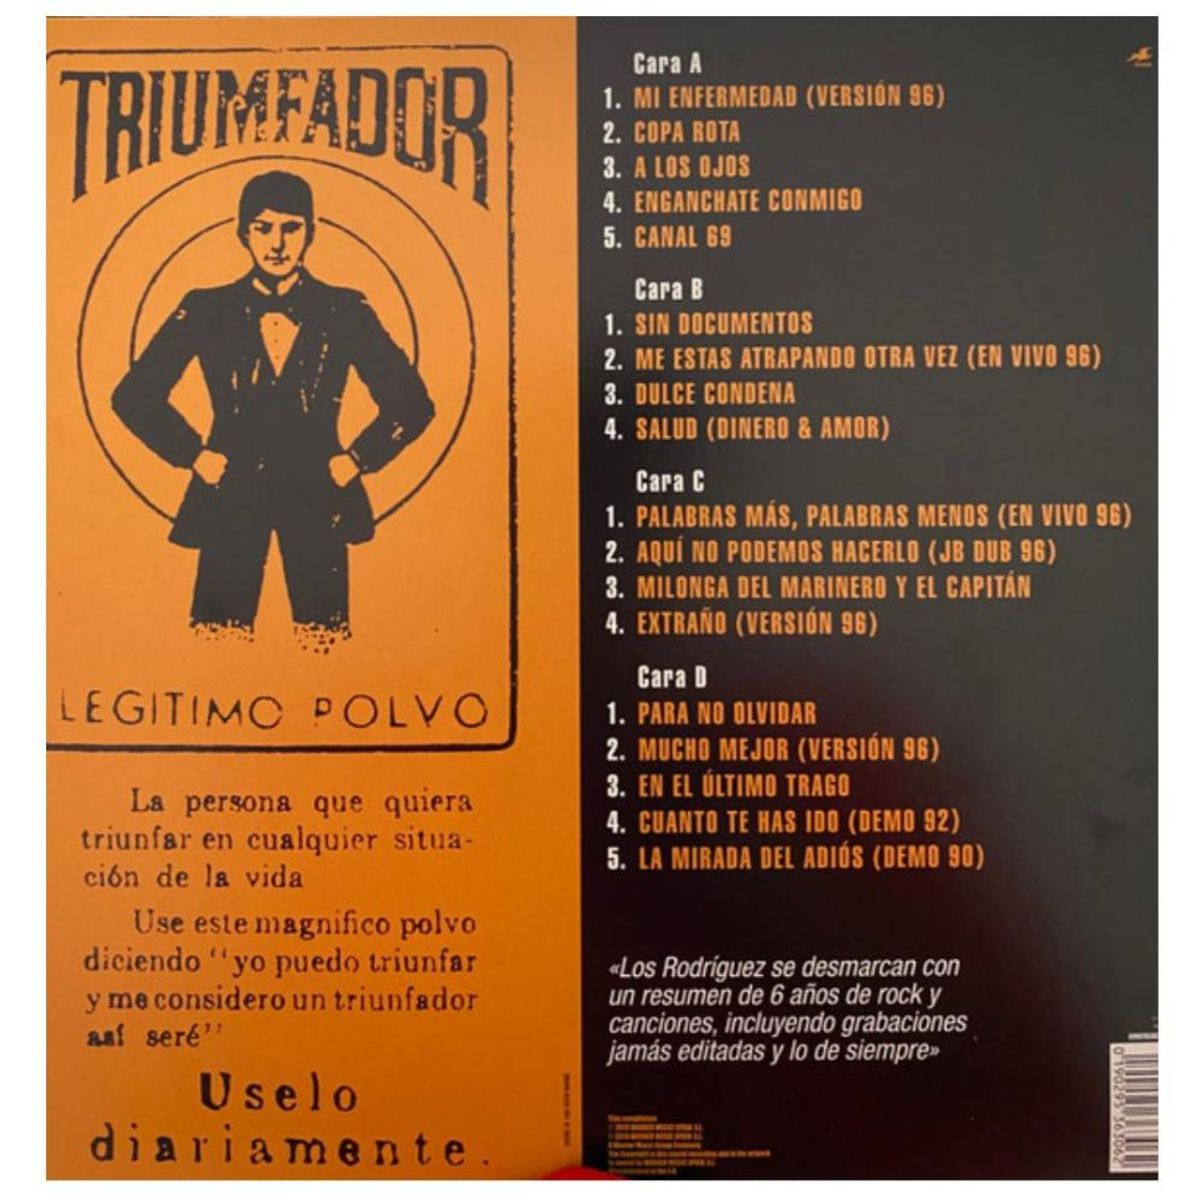 TRIUMFADOR
LEGITIMO POLVO
La persona que quiera
triunfar en cualquier situa-
ción de la vida
Use este magnifico polvo
diciendo "yo puedo triunfar
y me considero un triunfador
así seré"
Uselo
diariamente.
Cara A
1. MI ENFERMEDAD (VERSIÓN 96)
2. COPA ROTA
3. A LOS OJOS
4. ENGANCHATE CONMIGO
5. CANAL 69
Cara B
1. SIN DOCUMENTOS
2. ME ESTAS ATRAPANDO OTRA VEZ (EN VIVO 96)
3. DULCE CONDENA
4. SALUD (DINERO & AMOR)
Cara C
1. PALABRAS MÁS, PALABRAS MENOS (EN VIVO 96)
2. AQUÍ NO PODEMOS HACERLO (JB DUB 96)
3. MILONGA DEL MARINERO Y EL CAPITÁN
4. EXTRAÑO (VERSIÓN 96)
Cara D
1. PARA NO OLVIDAR
2. MUCHO MEJOR (VERSIÓN 96)
3. EN EL ÚLTIMO TRAGO
4. CUANTO TE HAS IDO (DEMO 92)
5. LA MIRADA DEL ADIÓS (DEMO 90)
«Los Rodríguez se desmarcan con
un resumen de 6 años de rock y
canciones, incluyendo grabaciones
jamás editadas y lo de siempre»
0 190295 363062